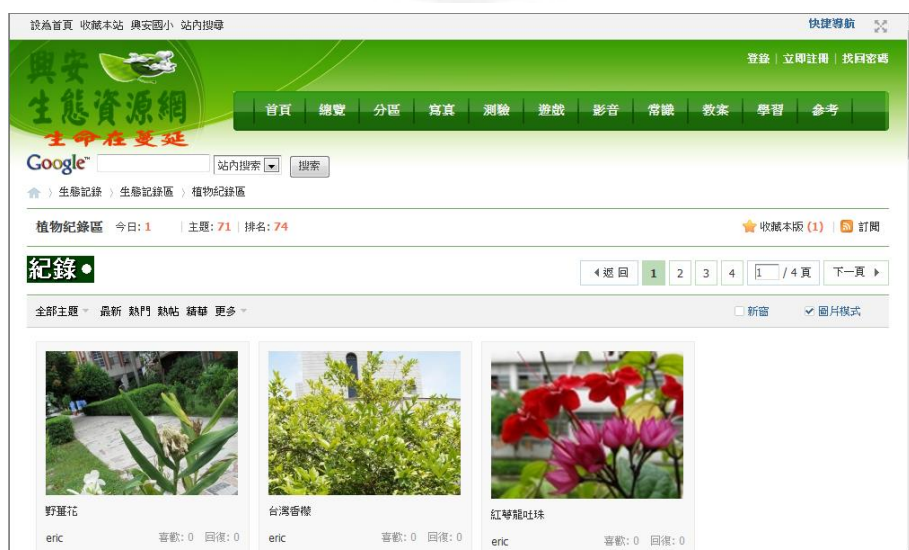 設為首頁 收藏本站 興安國小 站內搜尋 快捷導航
登錄 | 立即註冊 | 找回密碼
興安
生態資源網
生命在蔓延
首頁 總覽 分區 寫真 測驗 遊戲 影音 常識 教案 學習 參考
Google™ 站內搜索 搜索
生態記錄 › 生態記錄區 › 植物紀錄區
植物紀錄區 今日: 1 | 主題: 71 | 排名: 74 收藏本版 (1) | 訂閱
紀錄
返回 1 2 3 4 1 / 4 頁 下一頁
全部主題 最新 熱門 熱帖 精華 更多 新窗 圖片模式
野薑花 台灣香檬 紅萼龍吐珠
eric 喜歡: 0 回復: 0 eric 喜歡: 0 回復: 0 eric 喜歡: 0 回復: 0